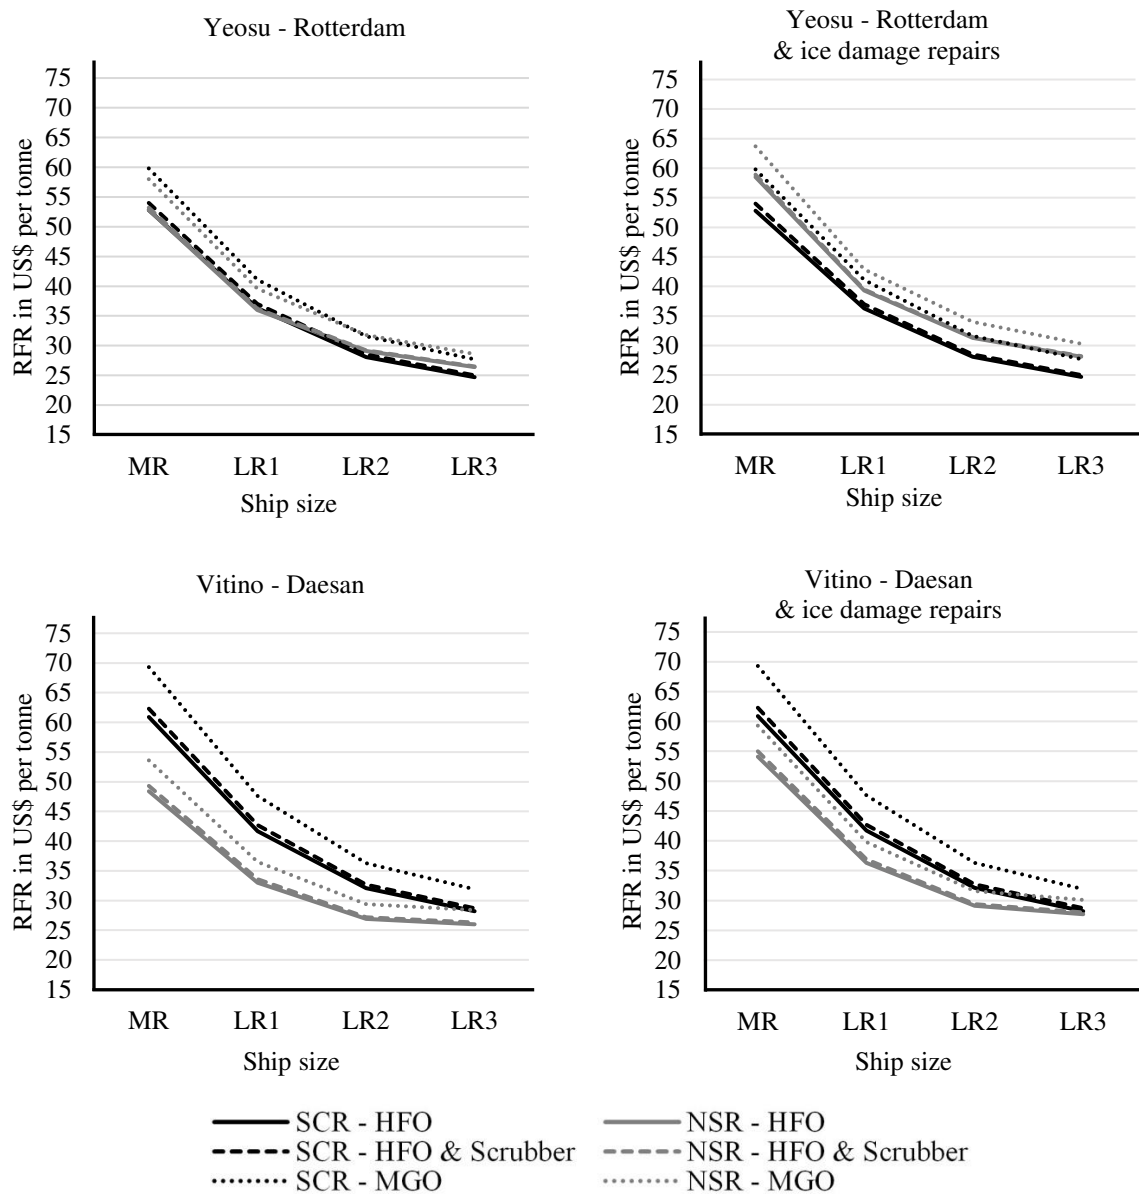 Yeosu - Rotterdam
RFR in US$ per tonne
75
70
65
60
55
50
45
40
35
30
25
20
15
MR LR1 LR2 LR3
Ship size
Yeosu - Rotterdam
& ice damage repairs
RFR in US$ per tonne
75
70
65
60
55
50
45
40
35
30
25
20
15
MR LR1 LR2 LR3
Ship size
Vitino - Daesan
RFR in US$ per tonne
75
70
65
60
55
50
45
40
35
30
25
20
15
MR LR1 LR2 LR3
Ship size
Vitino - Daesan
& ice damage repairs
RFR in US$ per tonne
75
70
65
60
55
50
45
40
35
30
25
20
15
MR LR1 LR2 LR3
Ship size
SCR - HFO NSR - HFO
SCR - HFO & Scrubber NSR - HFO & Scrubber
SCR - MGO NSR - MGO